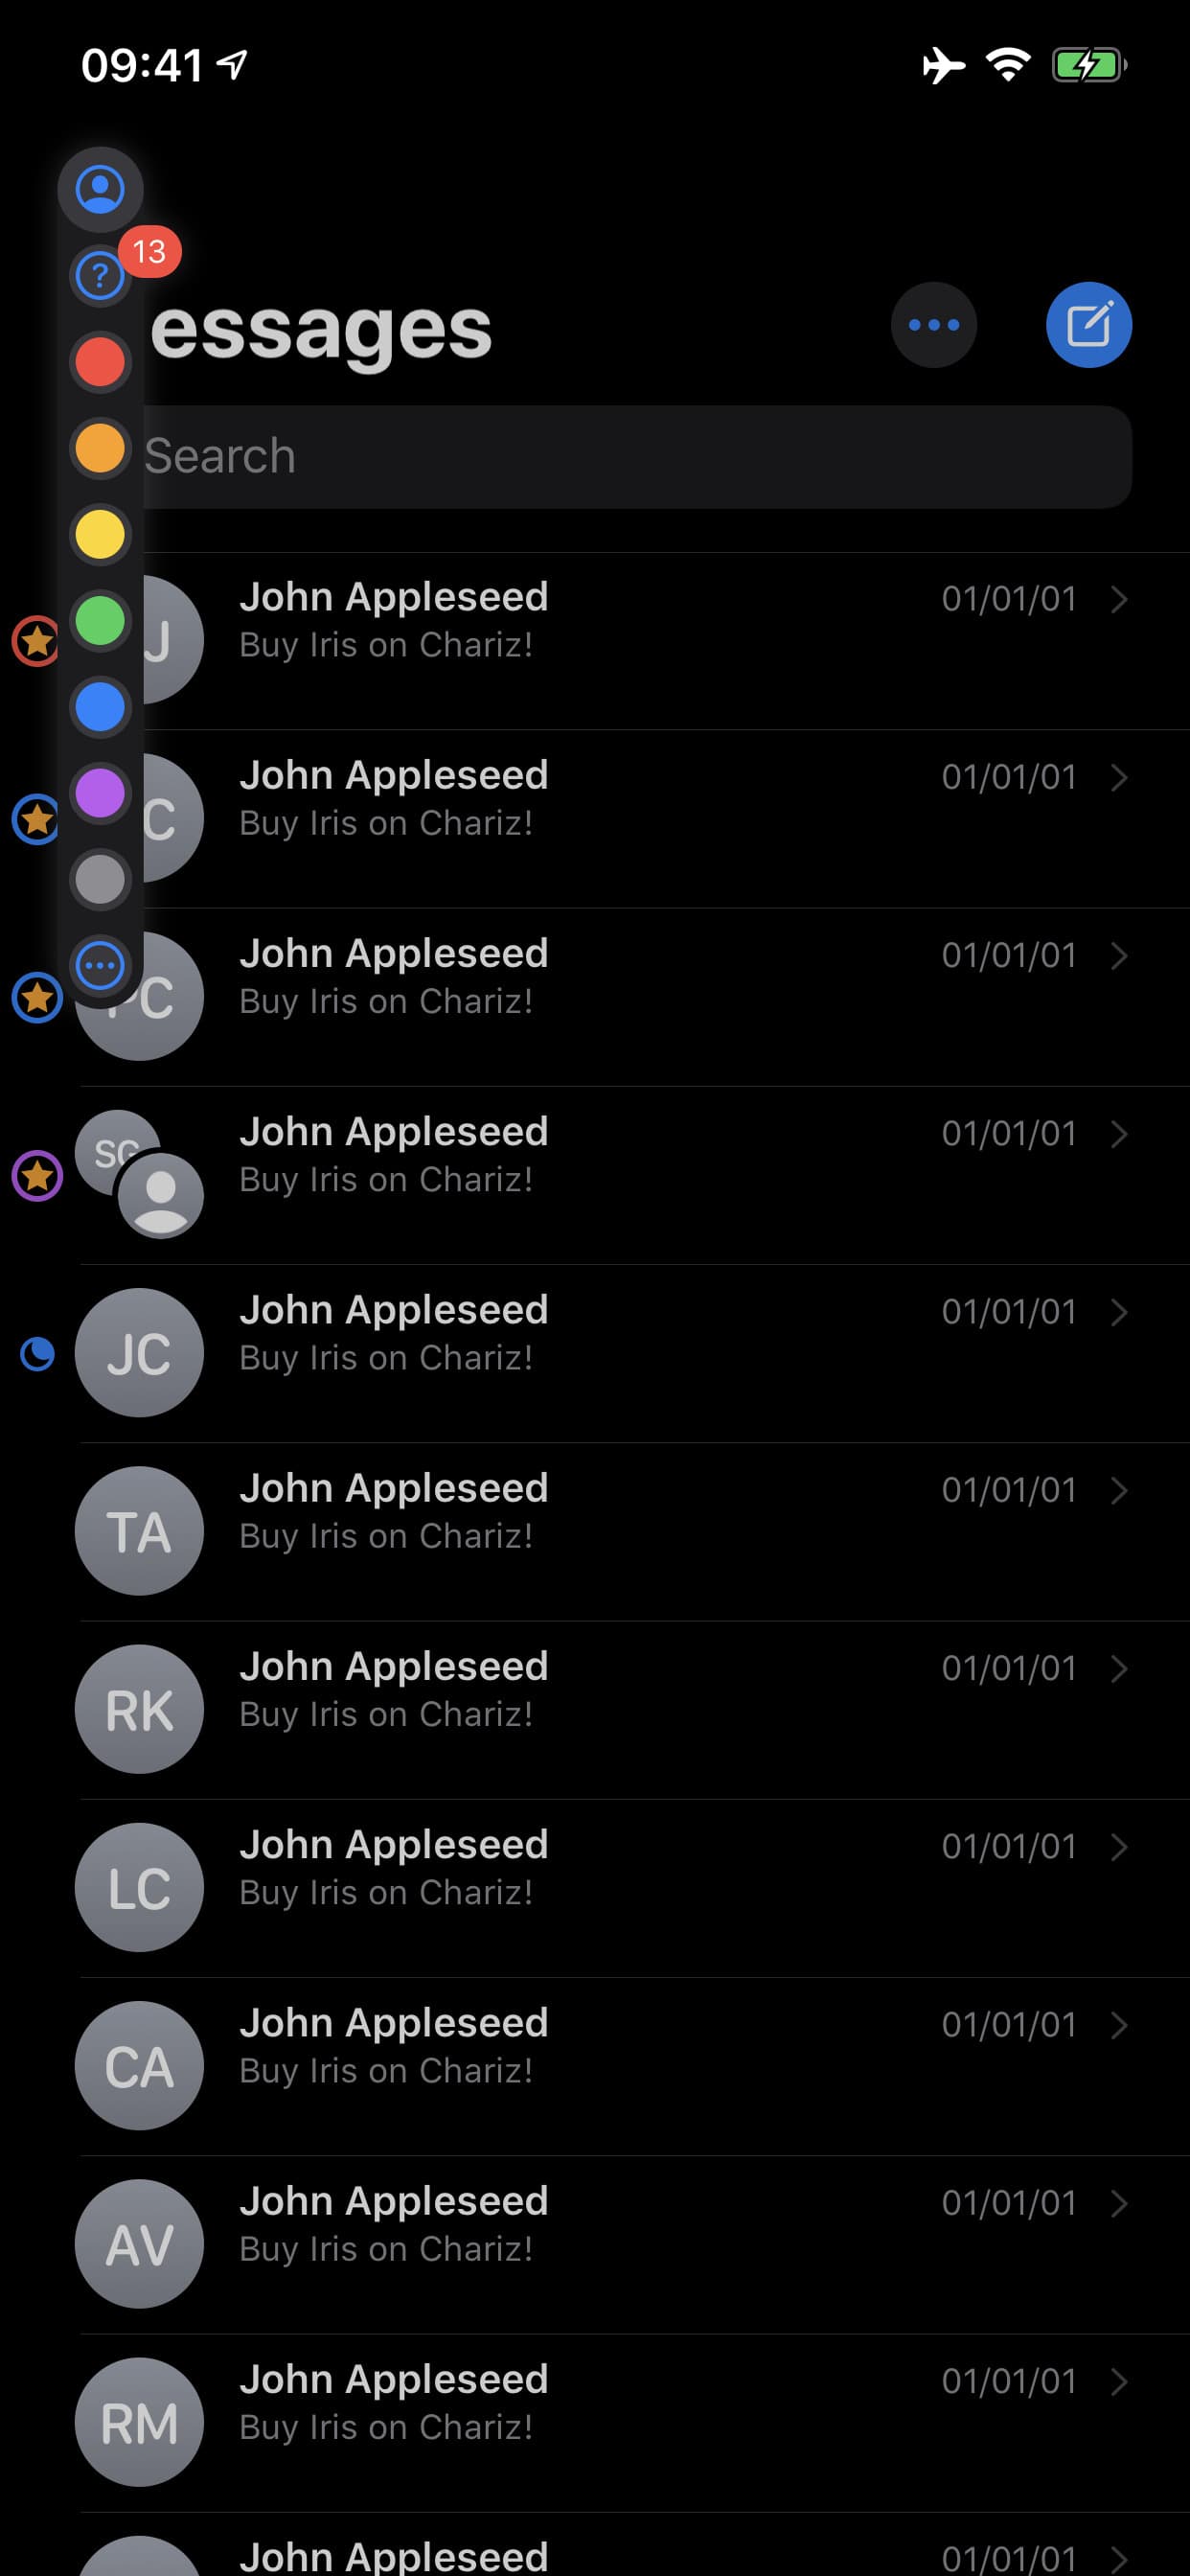 09:41
13
?
essages
Search
J
John Appleseed
01/01/01
Buy Iris on Chariz!
C
John Appleseed
01/01/01
Buy Iris on Chariz!
PC
John Appleseed
01/01/01
Buy Iris on Chariz!
SG
John Appleseed
01/01/01
Buy Iris on Chariz!
JC
John Appleseed
01/01/01
Buy Iris on Chariz!
TA
John Appleseed
01/01/01
Buy Iris on Chariz!
RK
John Appleseed
01/01/01
Buy Iris on Chariz!
LC
John Appleseed
01/01/01
Buy Iris on Chariz!
CA
John Appleseed
01/01/01
Buy Iris on Chariz!
AV
John Appleseed
01/01/01
Buy Iris on Chariz!
RM
John Appleseed
01/01/01
Buy Iris on Chariz!
John Appleseed
01/01/01